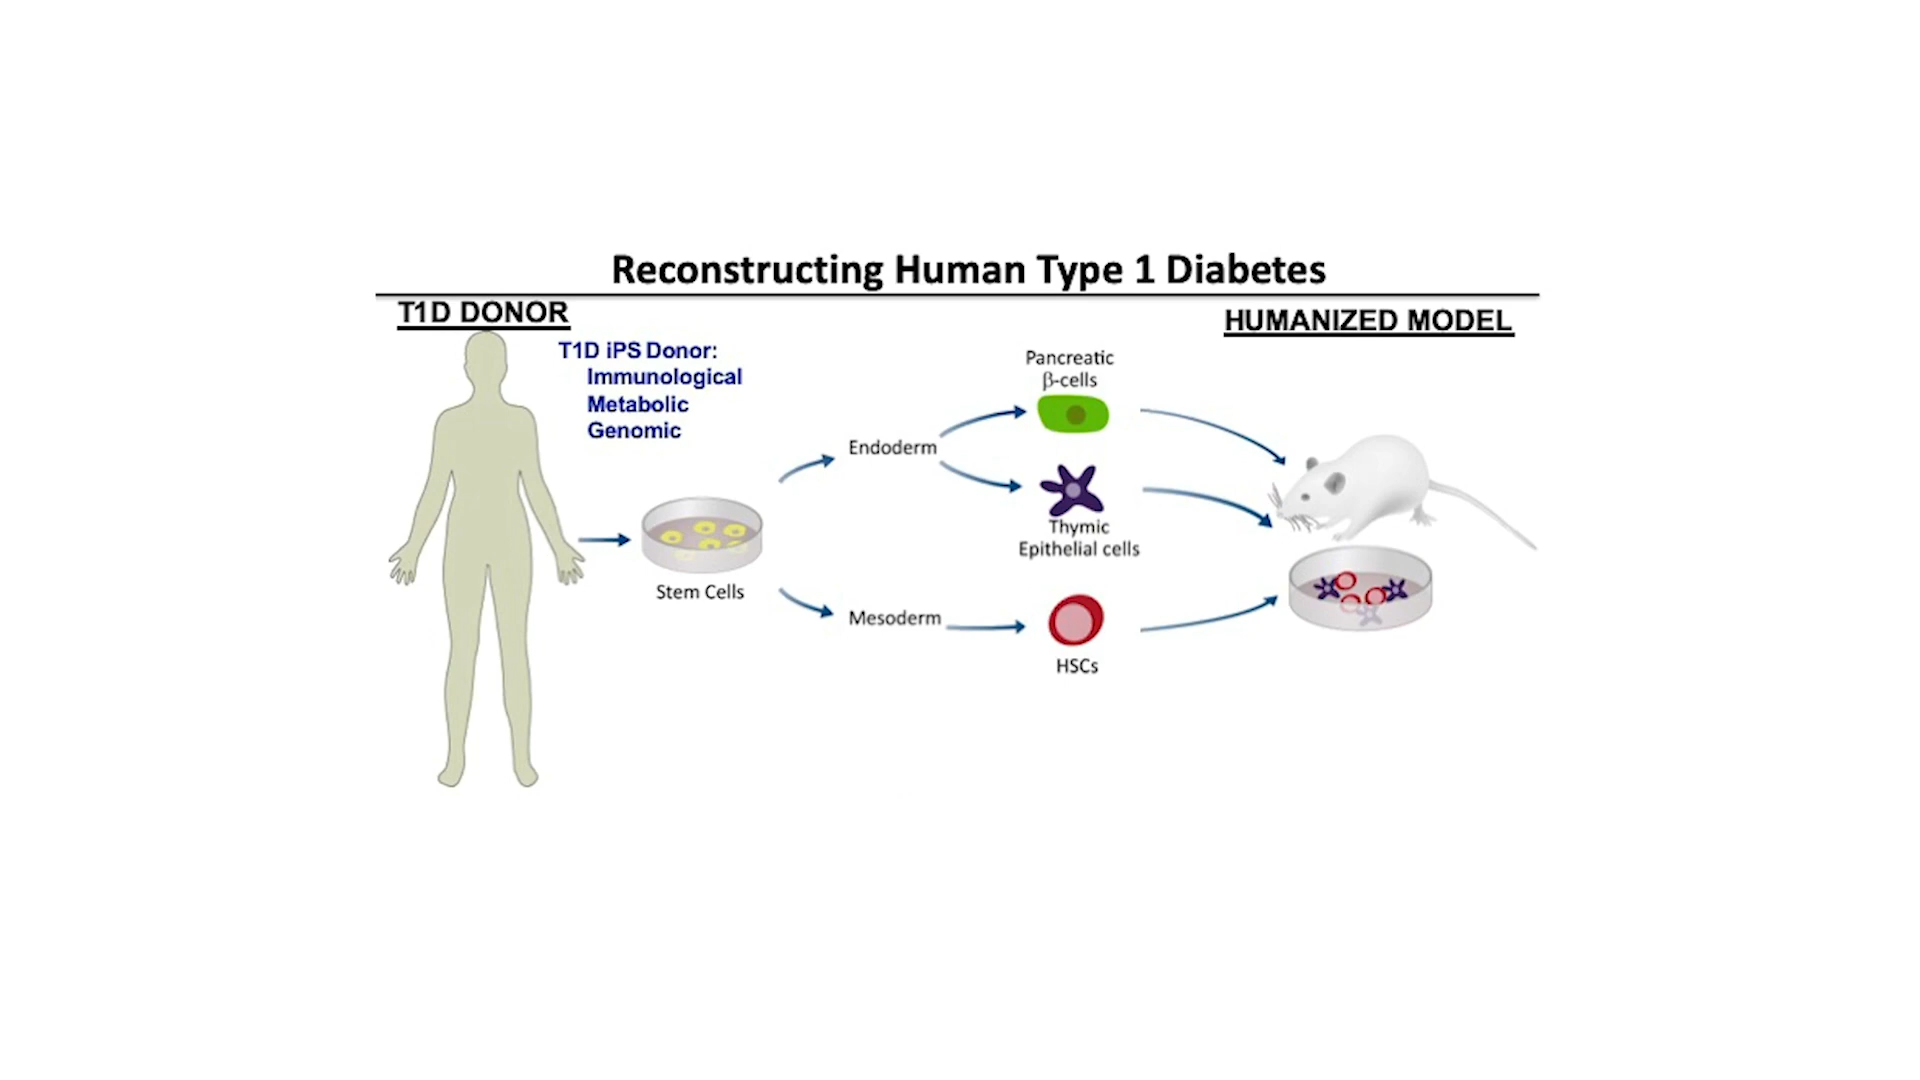 Reconstructing Human Type 1 Diabetes
T1D DONOR
HUMANIZED MODEL
T1D iPS Donor:
Immunological
Metabolic
Genomic
Stem Cells
Endoderm
Mesoderm
Pancreatic
β-cells
Thymic
Epithelial cells
HSCs